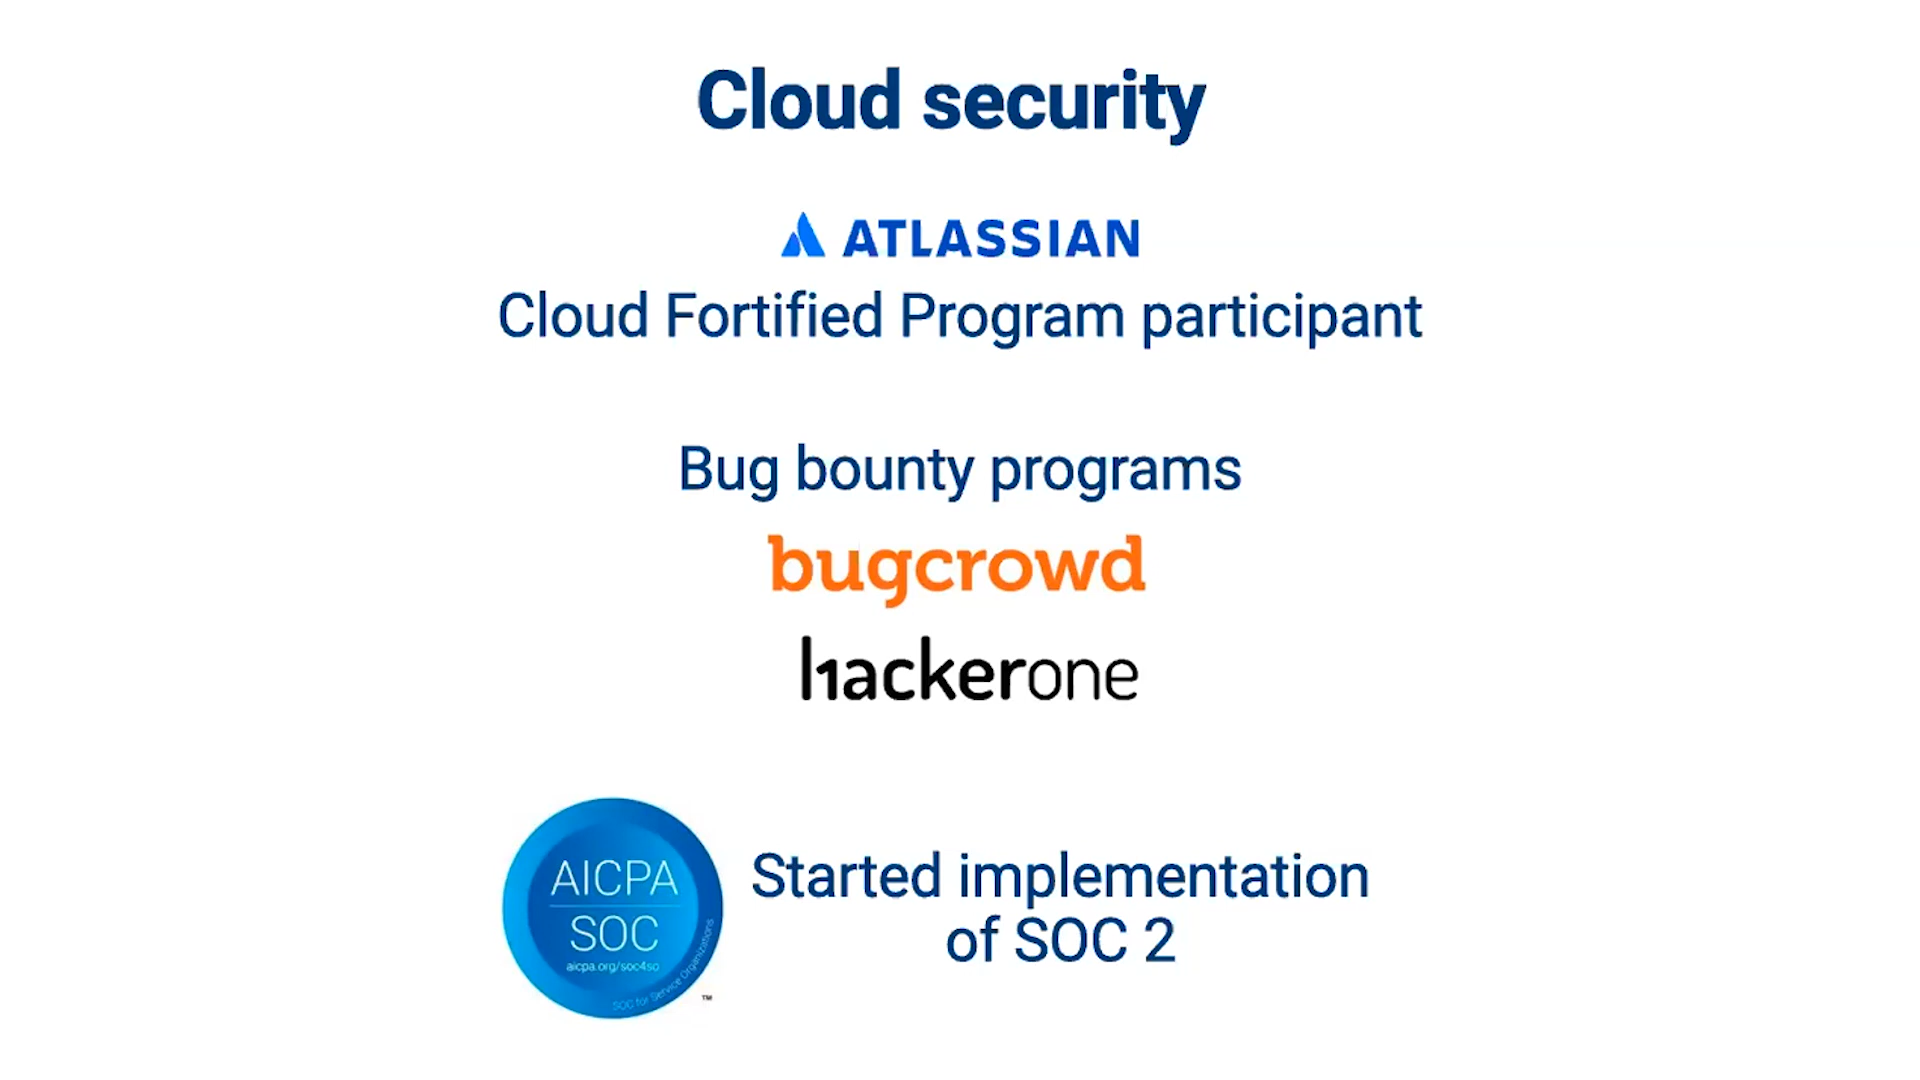 Cloud security
ATLASSIAN
Cloud Fortified Program participant
Bug bounty programs
bugcrowd
hackerone
AICPA
SOC
aicpa.org/soc4so
SOC for Service Organizations
TM
Started implementation
of SOC 2